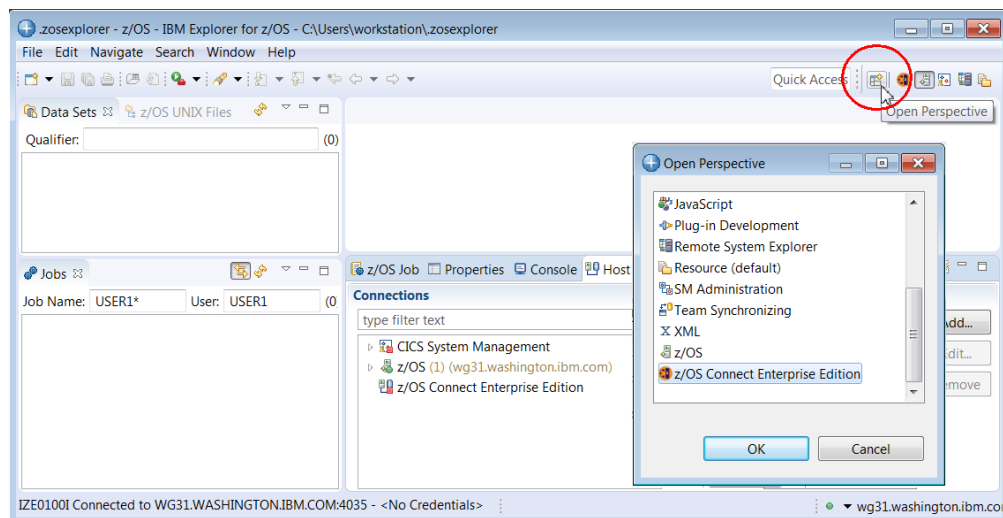 .zosexplorer - z/OS - IBM Explorer for z/OS - C:\Users\workstation\.zosexplorer
File Edit Navigate Search Window Help
Quick Access
Open Perspective
Data Sets z/OS UNIX Files
Qualifier: (0)
Open Perspective
JavaScript
Plug-in Development
Remote System Explorer
Resource (default)
SM Administration
Team Synchronizing
XML
z/OS
z/OS Connect Enterprise Edition
OK Cancel
Jobs
Job Name: USER1* User: USER1 (0
z/OS Job Properties Console Host
Connections
type filter text
CICS System Management
z/OS (1) (wg31.washington.ibm.com)
z/OS Connect Enterprise Edition
dd...
dit...
move
IZE0100I Connected to WG31.WASHINGTON.IBM.COM:4035 - <No Credentials>
wg31.washington.ibm.co